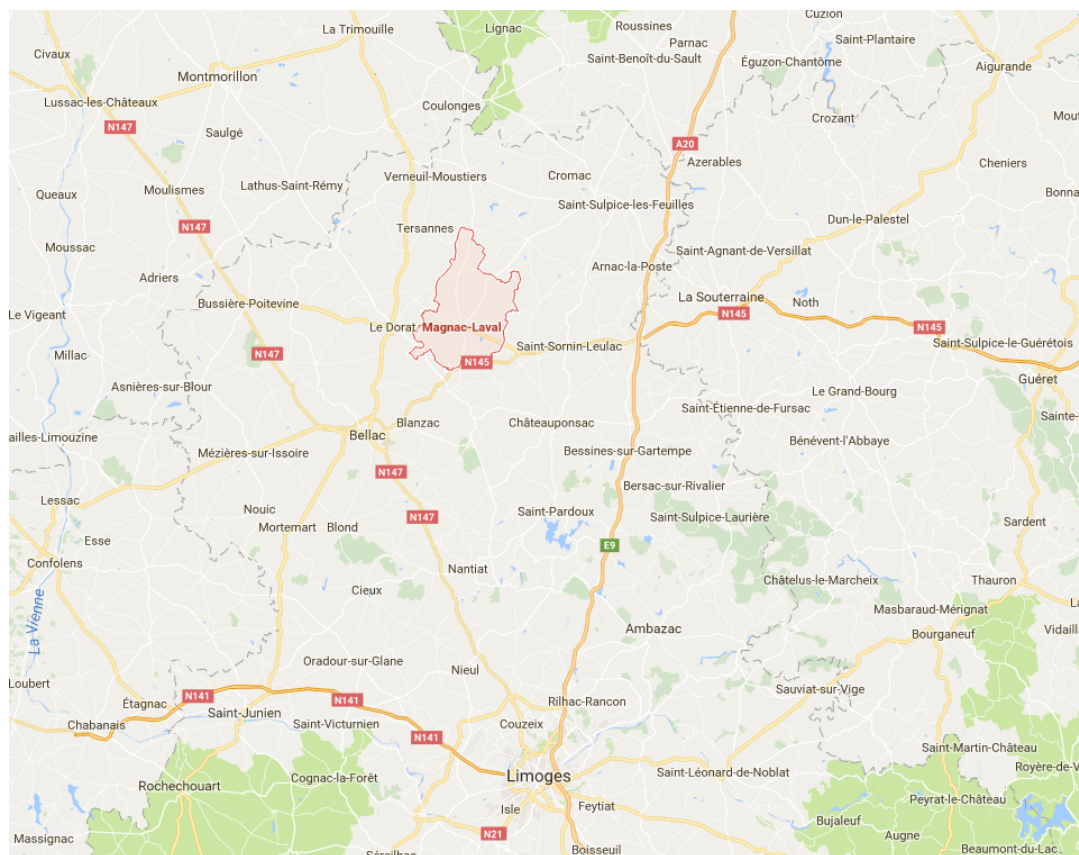 Cuzion
La Trimouille
Lignac
Roussines
Civaux
Parnac
Saint-Plantaire
Saint-Benoît-du-Sault
Éguzon-Chantôme
Aigurande
Montmorillon
Lussac-les-Châteaux
Coulonges
N147
Saulgé
Crozant
Mou
A20
Azerables
Cheniers
Verneuil-Moustiers
Cromac
Lathus-Saint-Rémy
Queaux
Moulismes
Bonna
Saint-Sulpice-les-Feuilles
Dun-le-Palestel
N147
Tersannes
Moussac
Saint-Agnant-de-Versillat
Arnac-la-Poste
Adriers
La Souterraine
Noth
Bussière-Poitevine
Le Vigeant
N145
Le Dorat
Magnac-Laval
N145
Saint-Sornin-Leulac
Saint-Sulpice-le-Guérétois
Millac
N147
N145
Guéret
Asnières-sur-Blour
Le Grand-Bourg
Saint-Étienne-de-Fursac
Sainte-
Blanzac
Châteauponsac
Bellac
ailles-Limouzine
Bénévent-l'Abbaye
Mézières-sur-Issoire
Bessines-sur-Gartempe
N147
Bersac-sur-Rivalier
Lessac
Nouic
Saint-Pardoux
N147
Saint-Sulpice-Laurière
Sardent
Mortemart
Blond
Esse
E9
Confolens
Nantiat
Châtelus-le-Marcheix
Thauron
Cieux
La
Masbaraud-Mérignat
La Vienne
Ambazac
Vidaill
Bourganeuf
Oradour-sur-Glane
Nieul
Loubert
Sauviat-sur-Vige
N141
N141
Étagnac
Rilhac-Rancon
Saint-Junien
Chabanais
Saint-Victurnien
Couzeix
N141
Saint-Martin-Château
Limoges
Saint-Léonard-de-Noblat
Royère-de-V
Cognac-la-Forêt
Rochechouart
Peyrat-le-Château
Isle
Feytiat
Bujaleuf
N21
Massignac
Augne
Boisseuil
Beaumont-du-Lac